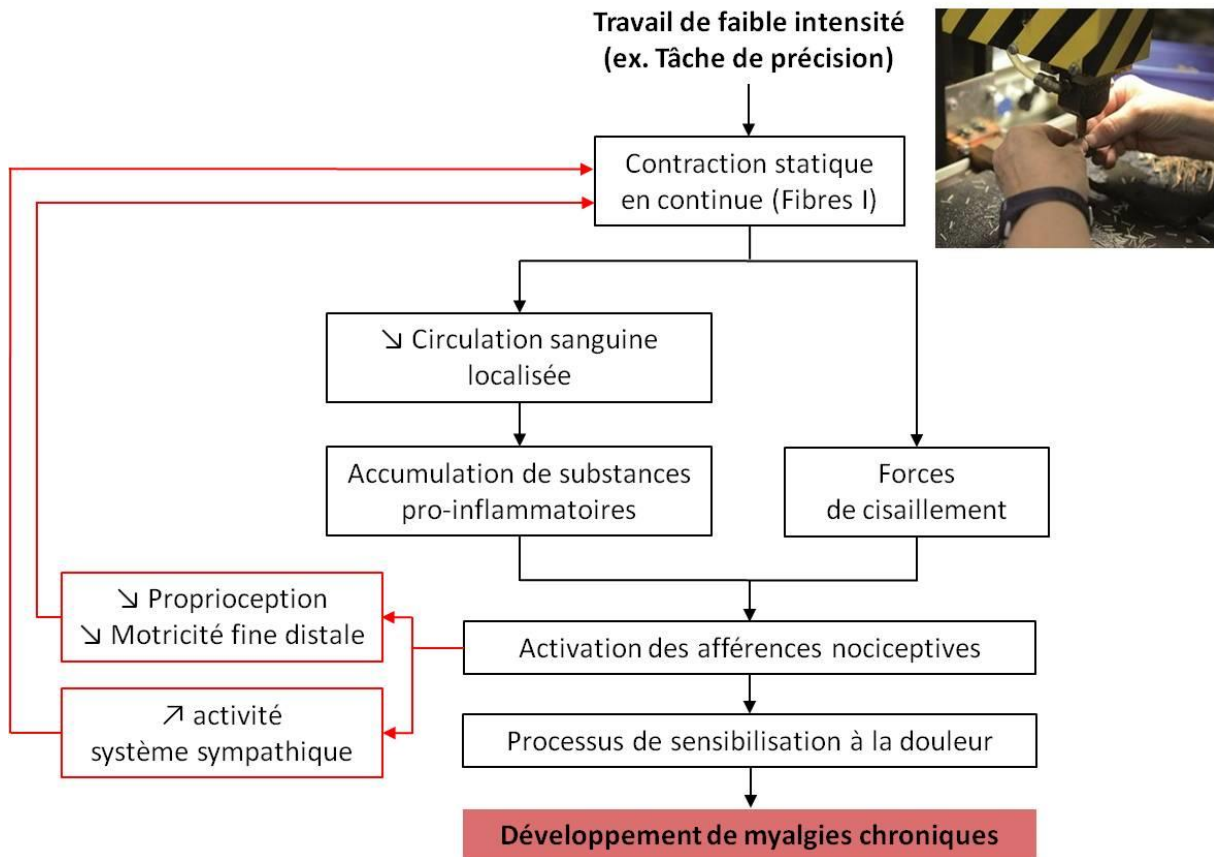 Travail de faible intensité
(ex. Tâche de précision)
Contraction statique
en continue (Fibres I)
↘ Circulation sanguine
localisée
Accumulation de substances
pro-inflammatoires
Forces
de cisaillement
↘ Proprioception
↘ Motricité fine distale
Activation des afférences nociceptives
↗ activité
système sympathique
Processus de sensibilisation à la douleur
Développement de myalgies chroniques